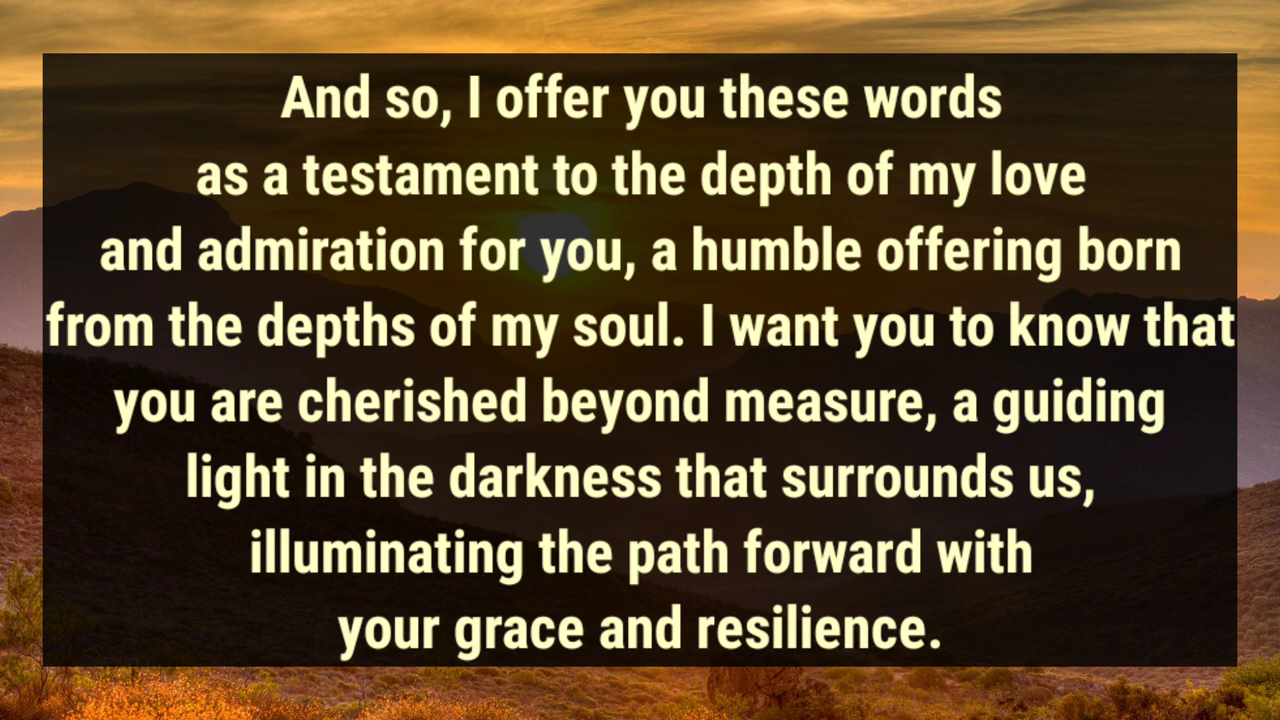 And so, I offer you these words
as a testament to the depth of my love
and admiration for you, a humble offering born
from the depths of my soul. I want you to know that
you are cherished beyond measure, a guiding
light in the darkness that surrounds us,
illuminating the path forward with
your grace and resilience.